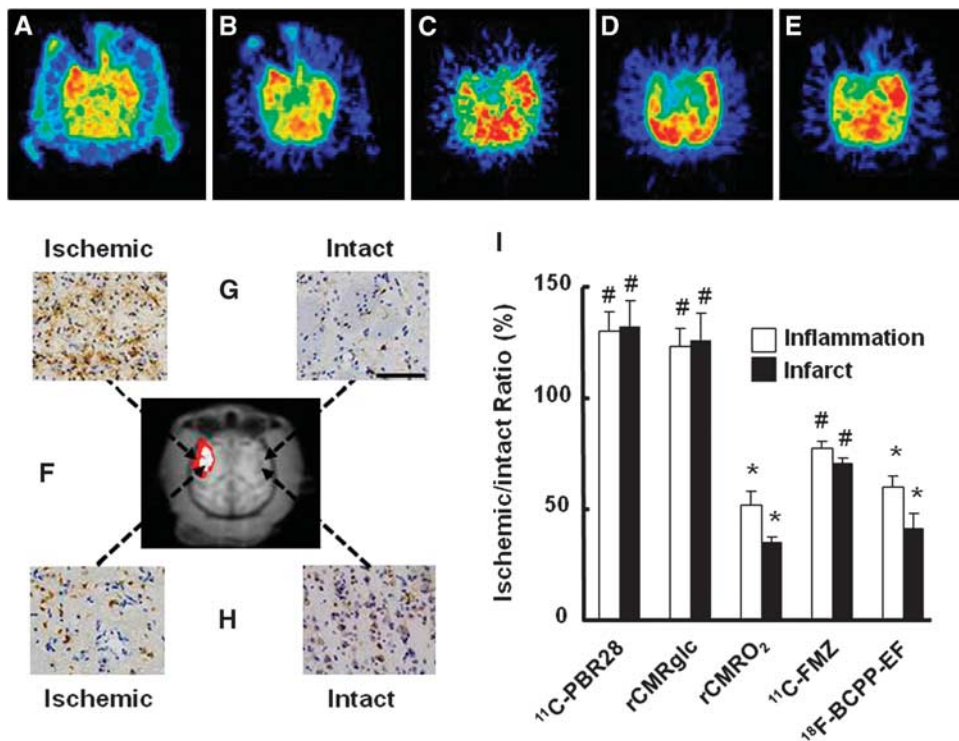 A B C D E
Ischemic G Intact
F
H
Ischemic Intact
I
Ischemic/intact Ratio (%)
150
100
50
0
# # # # * * # # * *
Inflammation
Infarct
¹¹C-PBR28
rCMRglc
rCMRO₂
¹¹C-FMZ
¹⁸F-BCPP-EF